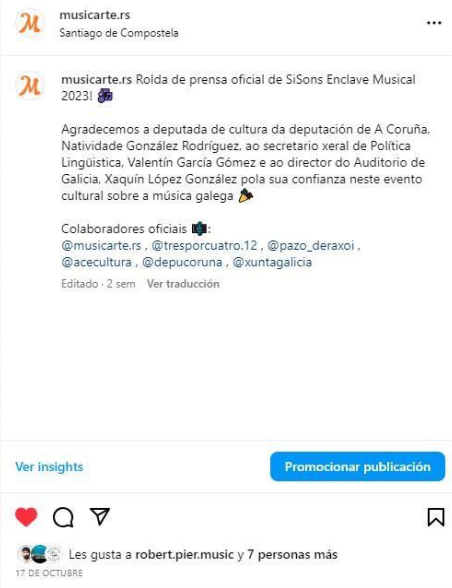 musicarte.rs
Santiago de Compostela
musicarte.rs Rolda de prensa oficial de SiSons Enclave Musical
2023!
Agradecemos a deputada de cultura da deputación de A Coruña,
Natividade González Rodríguez, ao secretario xeral de Política
Lingüistica, Valentín García Gómez e ao director do Auditorio de
Galicia, Xaquín López González pola sua confianza neste evento
cultural sobre a música galega
Colaboradores oficiais :
@musicarte.rs , @tresporcuatro.12 , @pazo_deraxoi ,
@acecultura , @depucoruna , @xuntagalicia
Editado · 2 sem Ver traducción
Ver insights
Promocionar publicación
Les gusta a robert.pier.music y 7 personas más
17 DE OCTUBRE